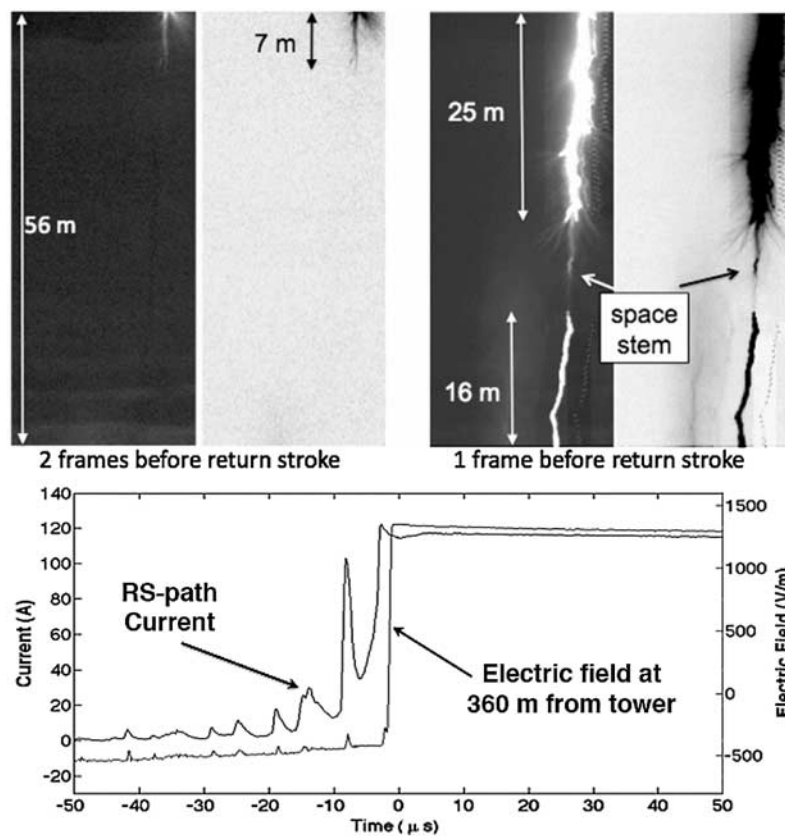 7 m
56 m
25 m
space
stem
16 m
2 frames before return stroke
1 frame before return stroke
140
120
100
80
60
40
20
0
-20
Current (A)
1500
1000
500
0
-500
Electric Field (V/m)
RS-path
Current
Electric field at
360 m from tower
-50
-40
-30
-20
-10
0
10
20
30
40
50
Time ( μ s)